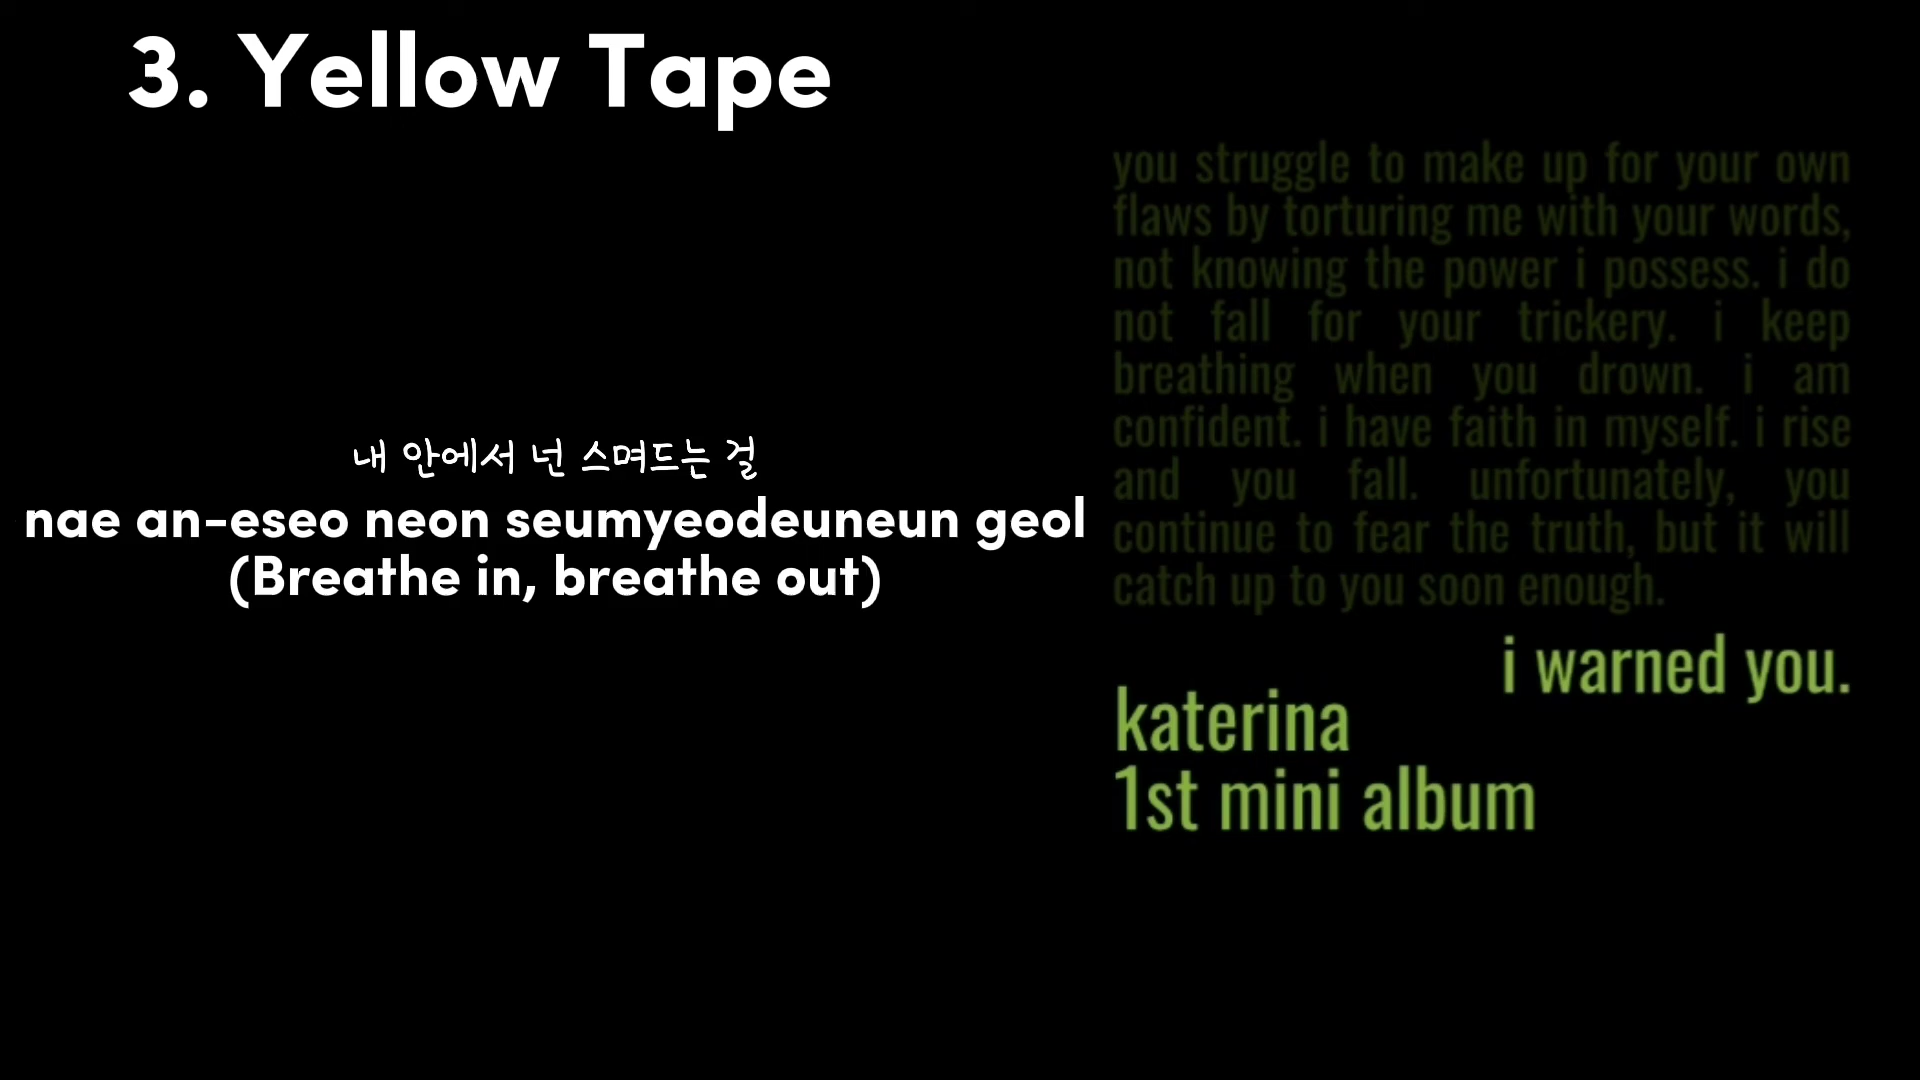 3. Yellow Tape
내 안에서 넌 스며드는 걸
nae an-eseo neon seumyeodeuneun geol
(Breathe in, breathe out)
you struggle to make up for your own
flaws by torturing me with your words,
not knowing the power i possess. i do
not fall for your trickery. i keep
breathing when you drown. i am
confident. i have faith in myself. i rise
and you fall. unfortunately, you
continue to fear the truth, but it will
catch up to you soon enough.
i warned you.
katerina
1st mini album